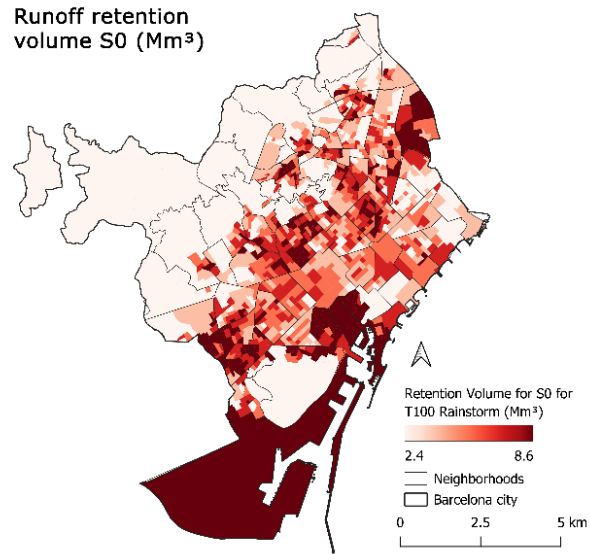 Runoff retention
volume S0 (Mm³)
Retention Volume for S0 for
T100 Rainstorm (Mm³)
2.4 8.6
Neighborhoods
Barcelona city
0 2.5 5 km